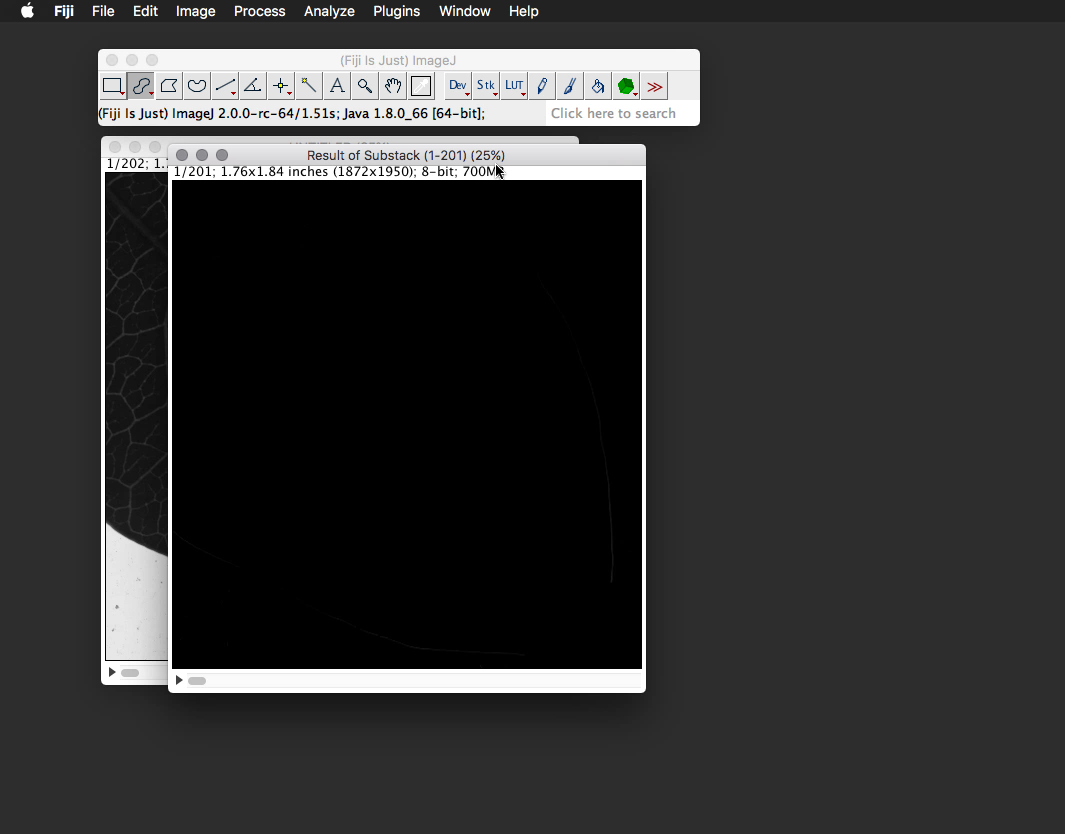 Fiji File Edit Image Process Analyze Plugins Window Help
(Fiji Is Just) ImageJ
Dev Stk LUT
(Fiji Is Just) ImageJ 2.0.0-rc-64/1.51s; Java 1.8.0_66 [64-bit];
Click here to search
1/202;
Result of Substack (1-201) (25%)
1/201; 1.76x1.84 inches (1872x1950); 8-bit; 700M